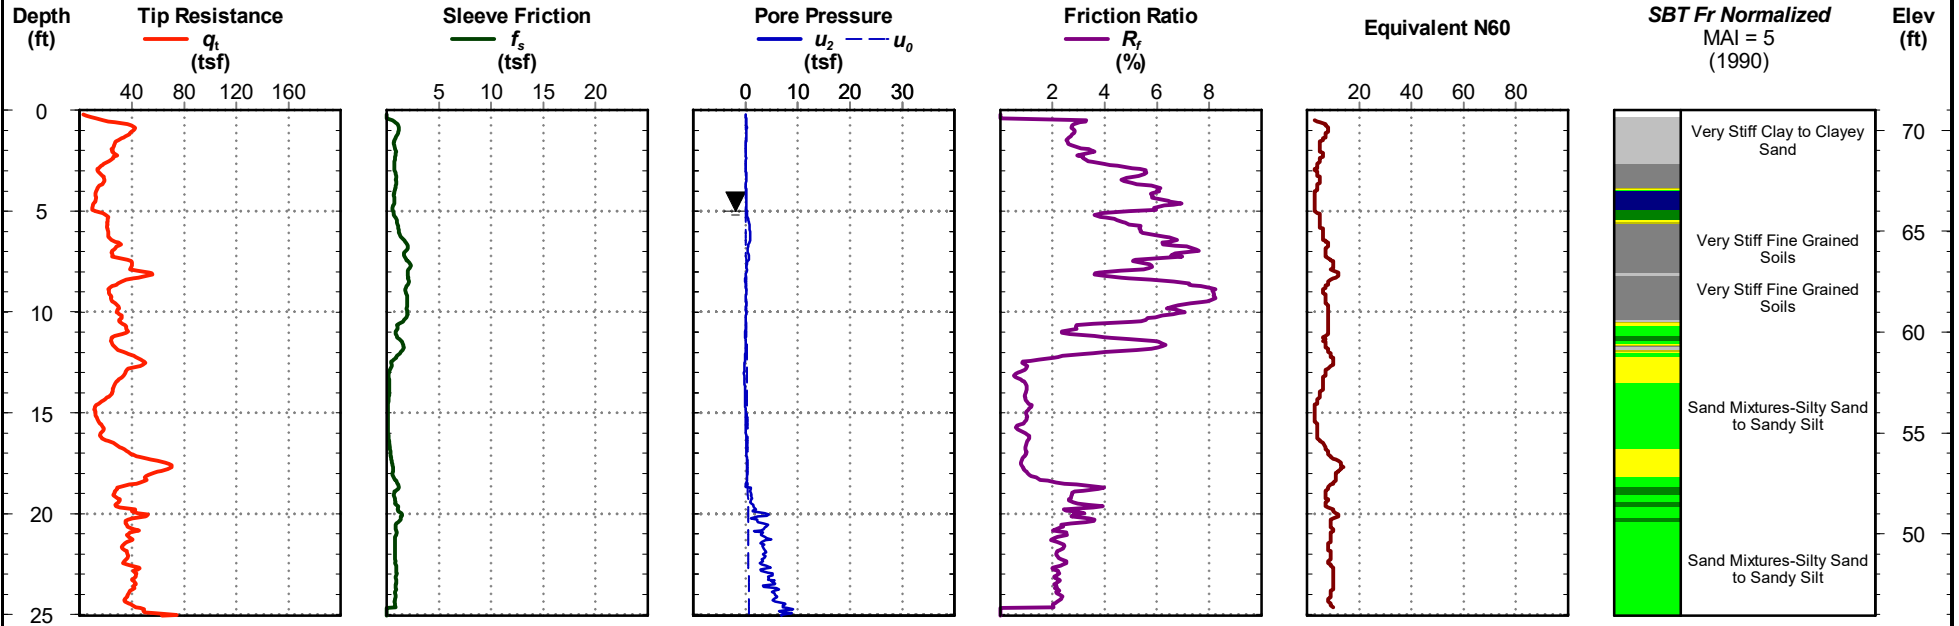 Depth
(ft)
Tip Resistance
qt
(tsf)
Sleeve Friction
fs
(tsf)
Pore Pressure
u2 u0
(tsf)
Friction Ratio
Rf
(%)
Equivalent N60
SBT Fr Normalized
MAI = 5
(1990)
Elev
(ft)
40 80 120 160
5 10 15 20
0 10 20 30
2 4 6 8
20 40 60 80
0
5
10
15
20
25
Very Stiff Clay to Clayey
Sand
Very Stiff Fine Grained
Soils
Very Stiff Fine Grained
Soils
Sand Mixtures-Silty Sand
to Sandy Silt
Sand Mixtures-Silty Sand
to Sandy Silt
70
65
60
55
50